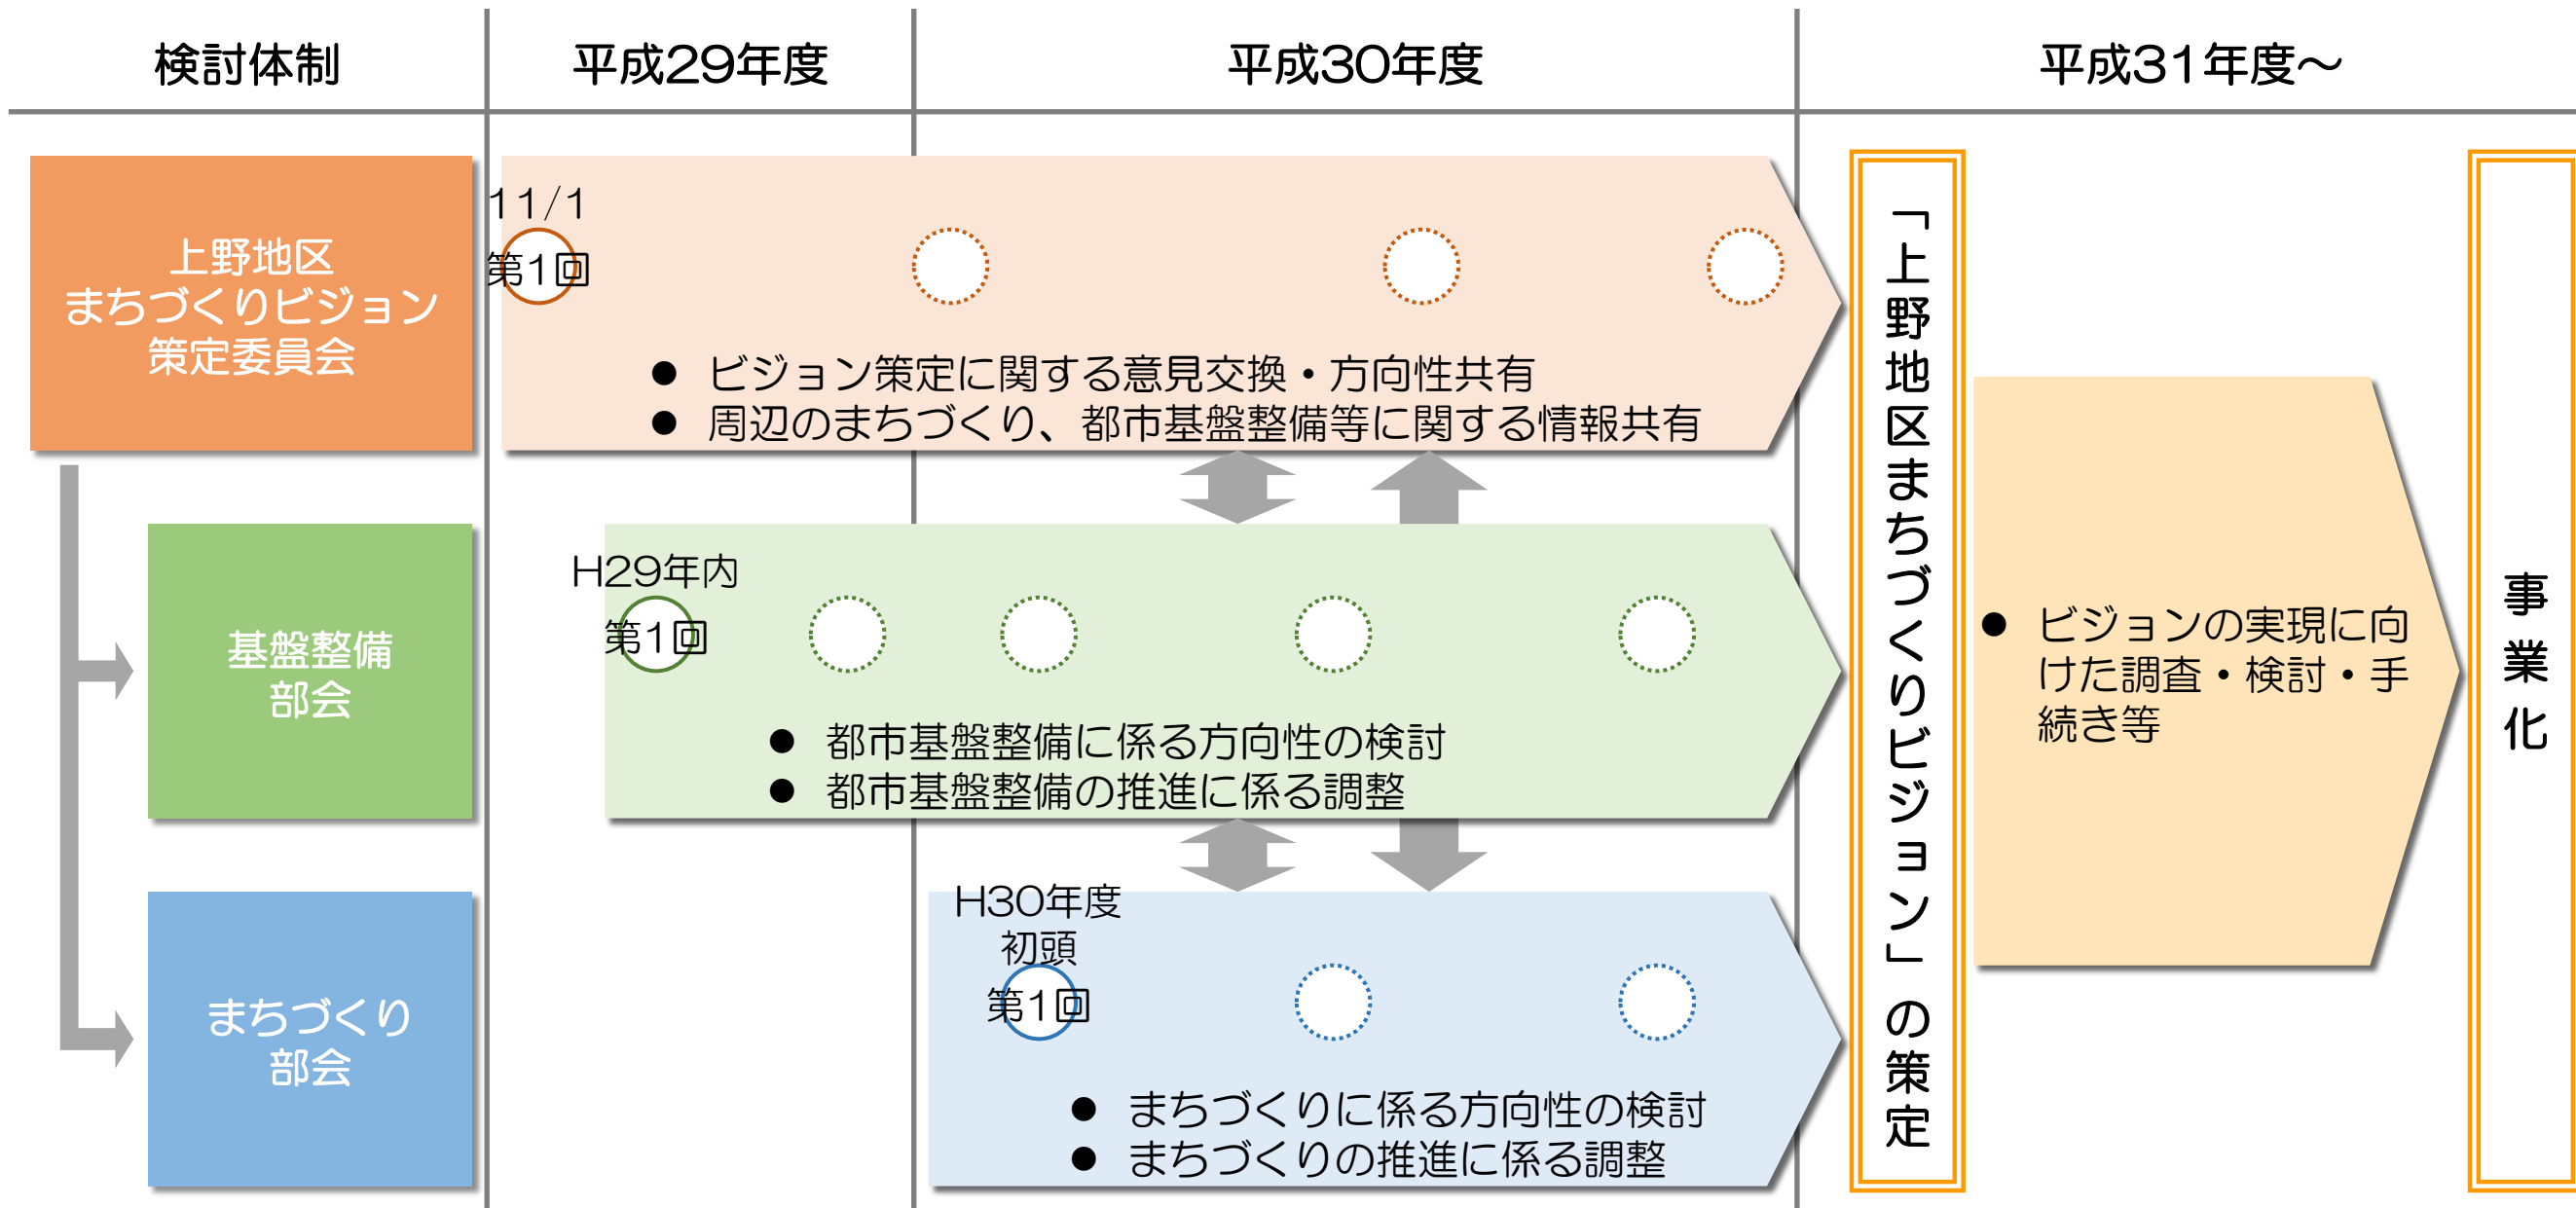 検討体制
平成29年度
平成30年度
平成31年度～
上野地区
まちづくりビジョン
策定委員会
11/1
第1回
● ビジョン策定に関する意見交換・方向性共有
● 周辺のまちづくり、都市基盤整備等に関する情報共有
基盤整備
部会
H29年内
第1回
● 都市基盤整備に係る方向性の検討
● 都市基盤整備の推進に係る調整
まちづくり
部会
H30年度
初頭
第1回
● まちづくりに係る方向性の検討
● まちづくりの推進に係る調整
「上野地区まちづくりビジョン」の策定
● ビジョンの実現に向
けた調査・検討・手
続き等
事業化